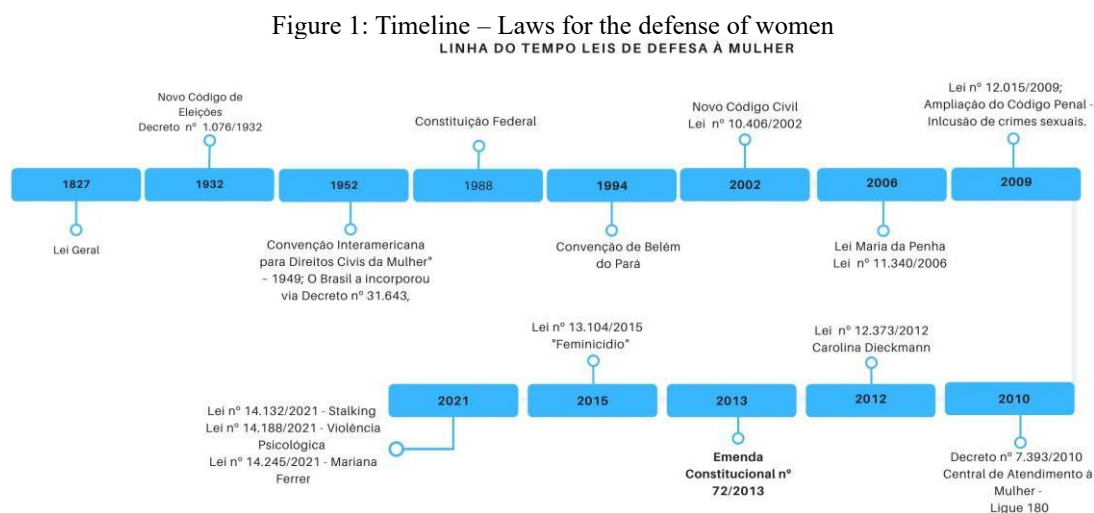 Figure 1: Timeline – Laws for the defense of women
LINHA DO TEMPO LEIS DE DEFESA À MULHER
Novo Código de
Eleições
Decreto nº 1.076/1932
Constituição Federal
Novo Código Civil
Lei nº 10.406/2002
Lei nº 12.015/2009;
Ampliação do Código Penal -
Inlcusão de crimes sexuais.
1827
1932
1952
1988
1994
2002
2006
2009
Lei Geral
Convenção Interamericana
para Direitos Civis da Mulher"
- 1949; O Brasil a incorporou
via Decreto nº 31.643,
Convenção de Belém
do Pará
Lei Maria da Penha
Lei nº 11.340/2006
Lei nº 13.104/2015
"Feminicídio"
Lei nº 12.373/2012
Carolina Dieckmann
2021
2015
2013
2012
2010
Lei nº 14.132/2021 - Stalking
Lei nº 14.188/2021 - Violência
Psicológica
Lei nº 14.245/2021 - Mariana
Ferrer
Emenda
Constitucional nº
72/2013
Decreto nº 7.393/2010
Central de Atendimento à
Mulher -
Ligue 180